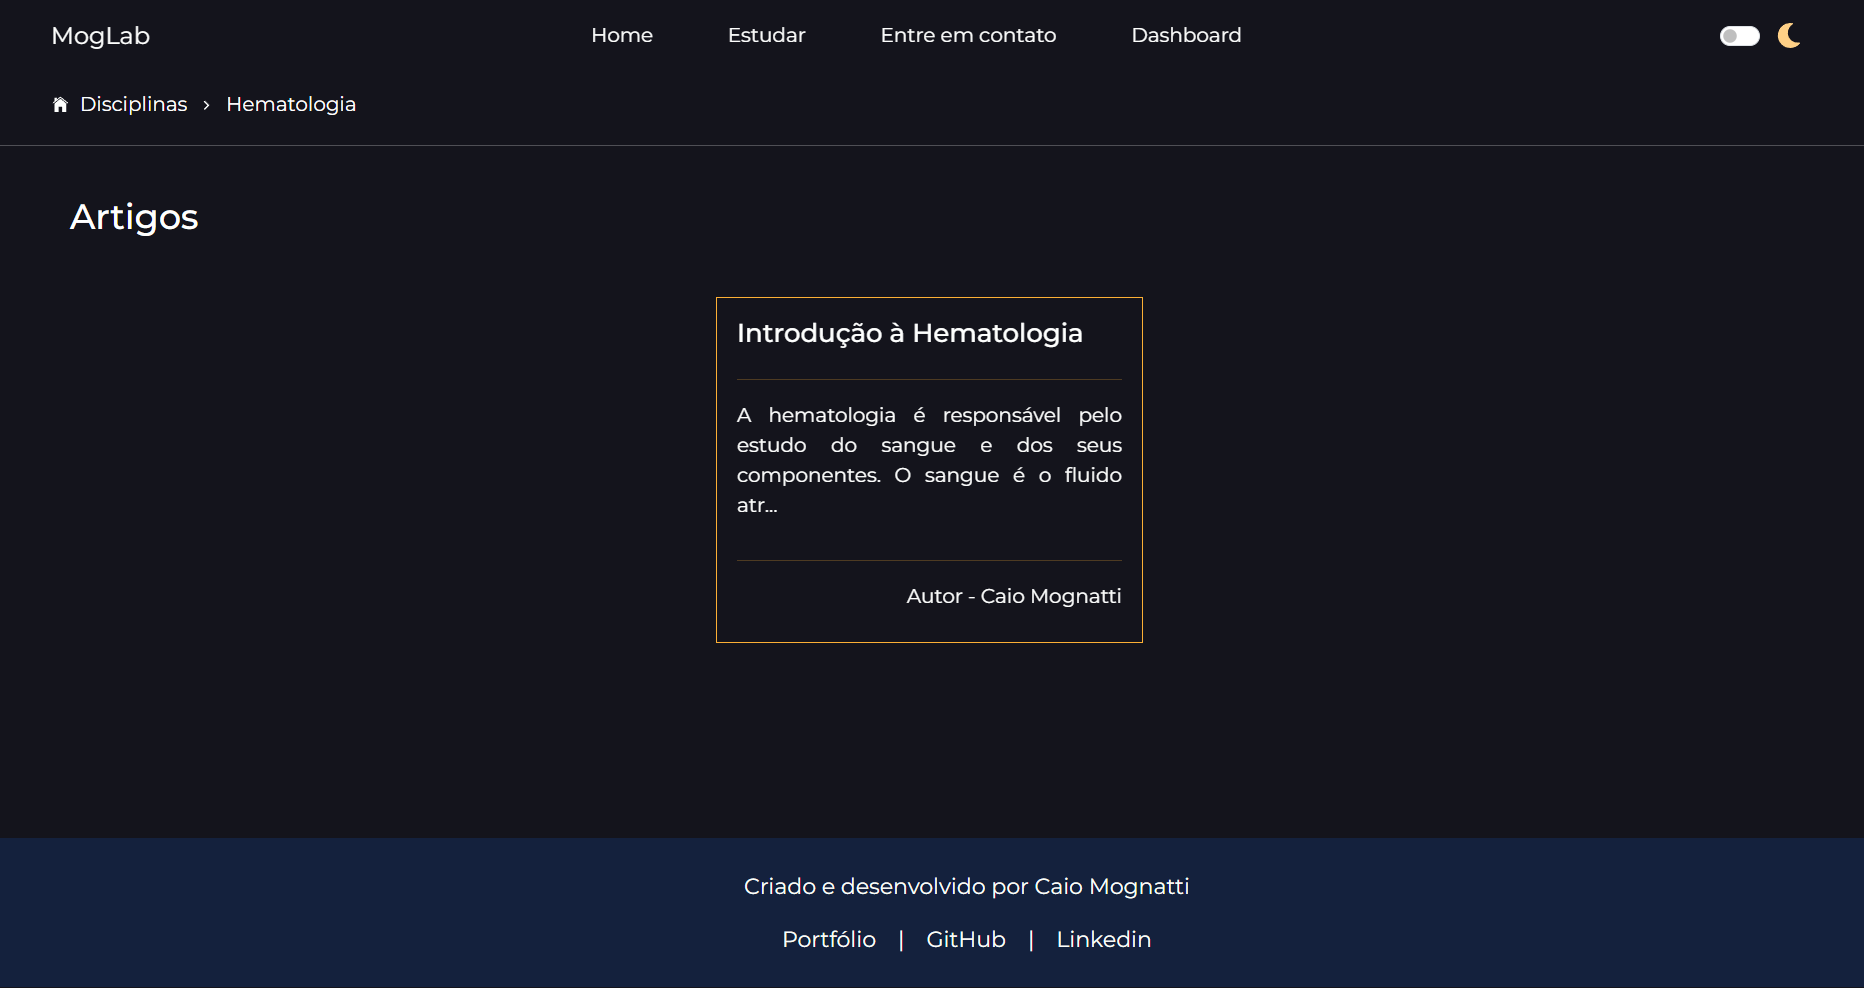 MogLab
Home
Estudar
Entre em contato
Dashboard
Disciplinas › Hematologia
Artigos
Introdução à Hematologia
A hematologia é responsável pelo
estudo do sangue e dos seus
componentes. O sangue é o fluido
atr...
Autor - Caio Mognatti
Criado e desenvolvido por Caio Mognatti
Portfólio | GitHub | Linkedin